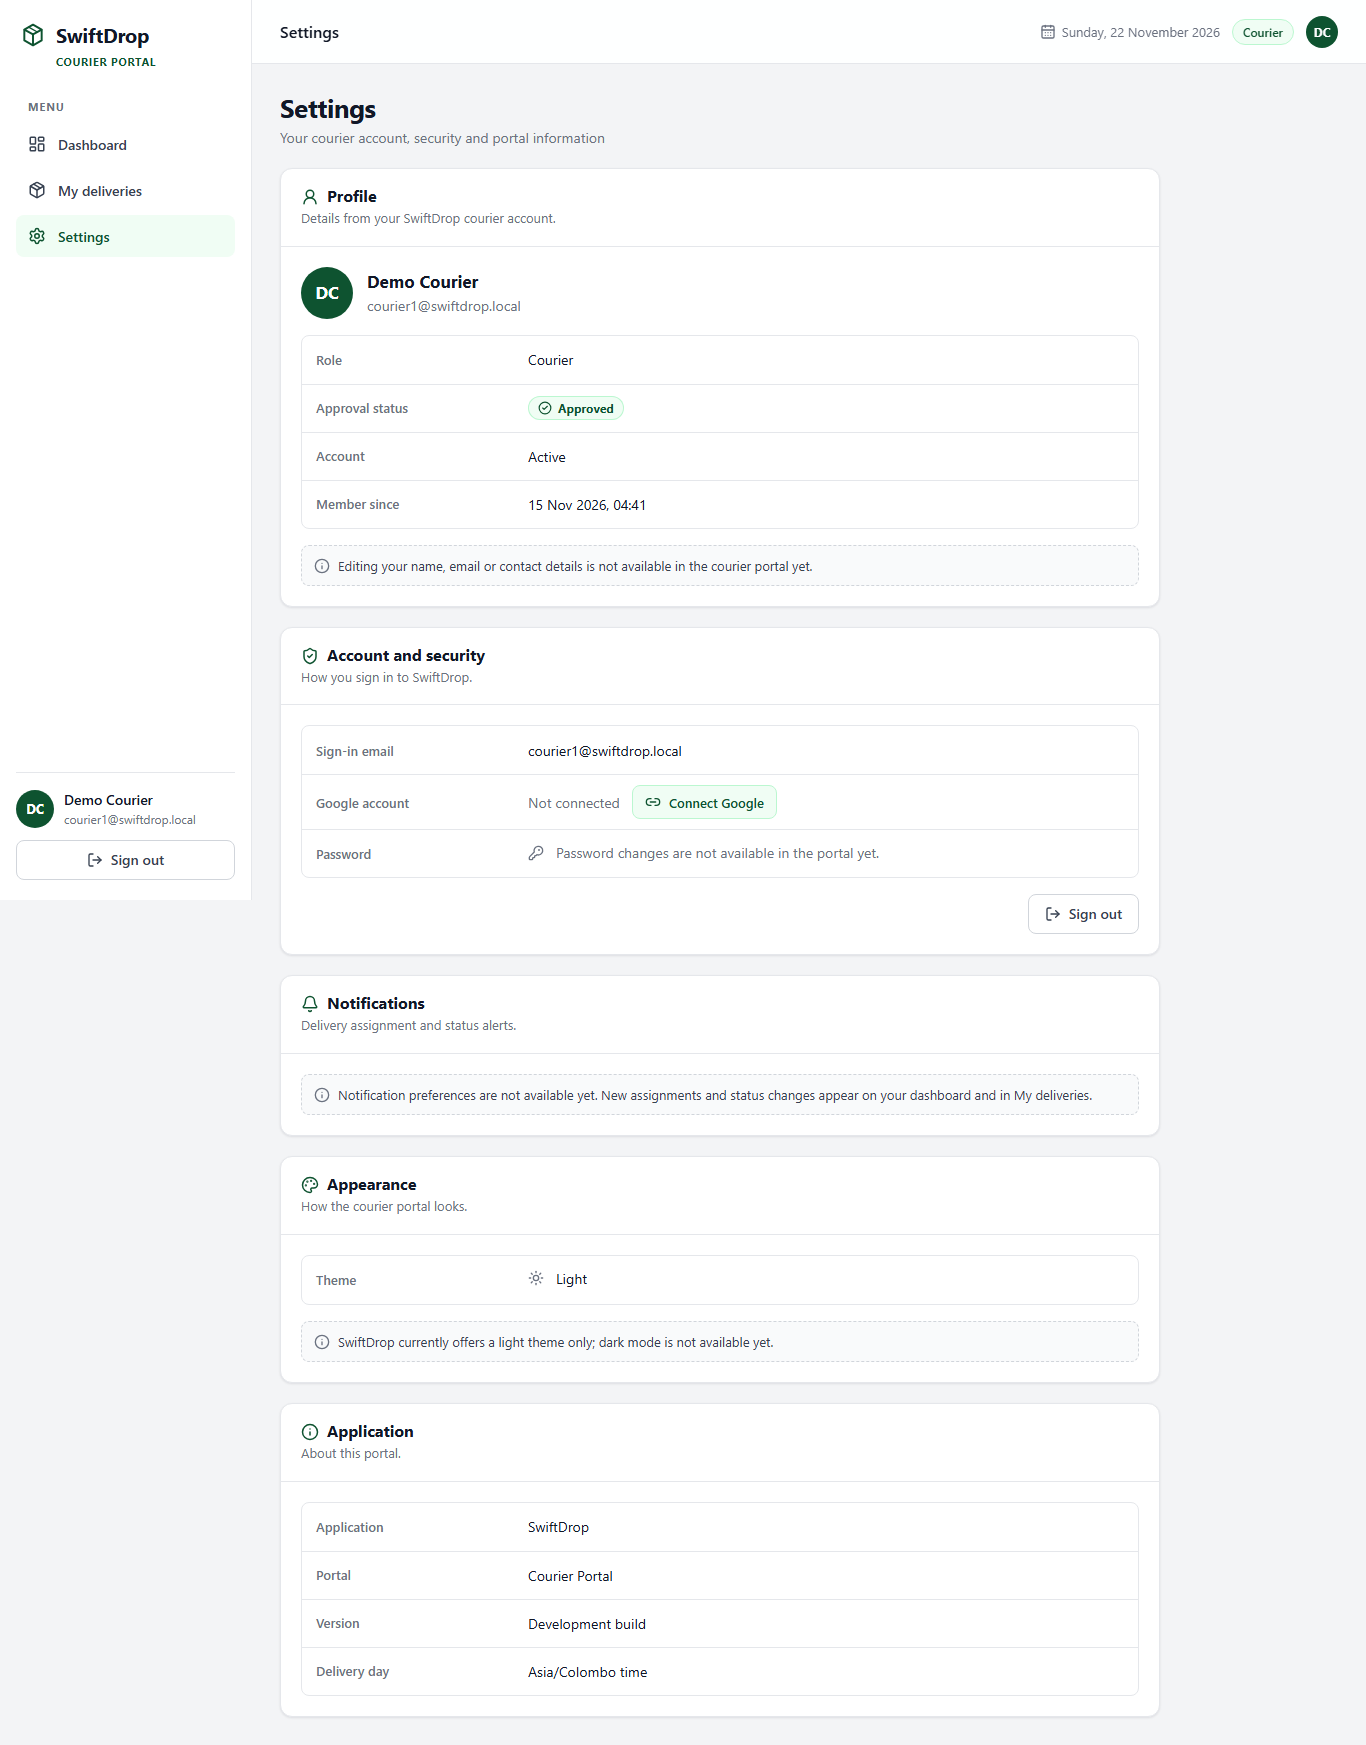 SwiftDrop
COURIER PORTAL
MENU
Dashboard
My deliveries
Settings
DC
Demo Courier
courier1@swiftdrop.local
Sign out
Settings
Sunday, 22 November 2026
Courier
DC
Settings
Your courier account, security and portal information
Profile
Details from your SwiftDrop courier account.
DC
Demo Courier
courier1@swiftdrop.local
Role Courier
Approval status Approved
Account Active
Member since 15 Nov 2026, 04:41
Editing your name, email or contact details is not available in the courier portal yet.
Account and security
How you sign in to SwiftDrop.
Sign-in email courier1@swiftdrop.local
Google account Not connected Connect Google
Password Password changes are not available in the portal yet.
Sign out
Notifications
Delivery assignment and status alerts.
Notification preferences are not available yet. New assignments and status changes appear on your dashboard and in My deliveries.
Appearance
How the courier portal looks.
Theme Light
SwiftDrop currently offers a light theme only; dark mode is not available yet.
Application
About this portal.
Application SwiftDrop
Portal Courier Portal
Version Development build
Delivery day Asia/Colombo time